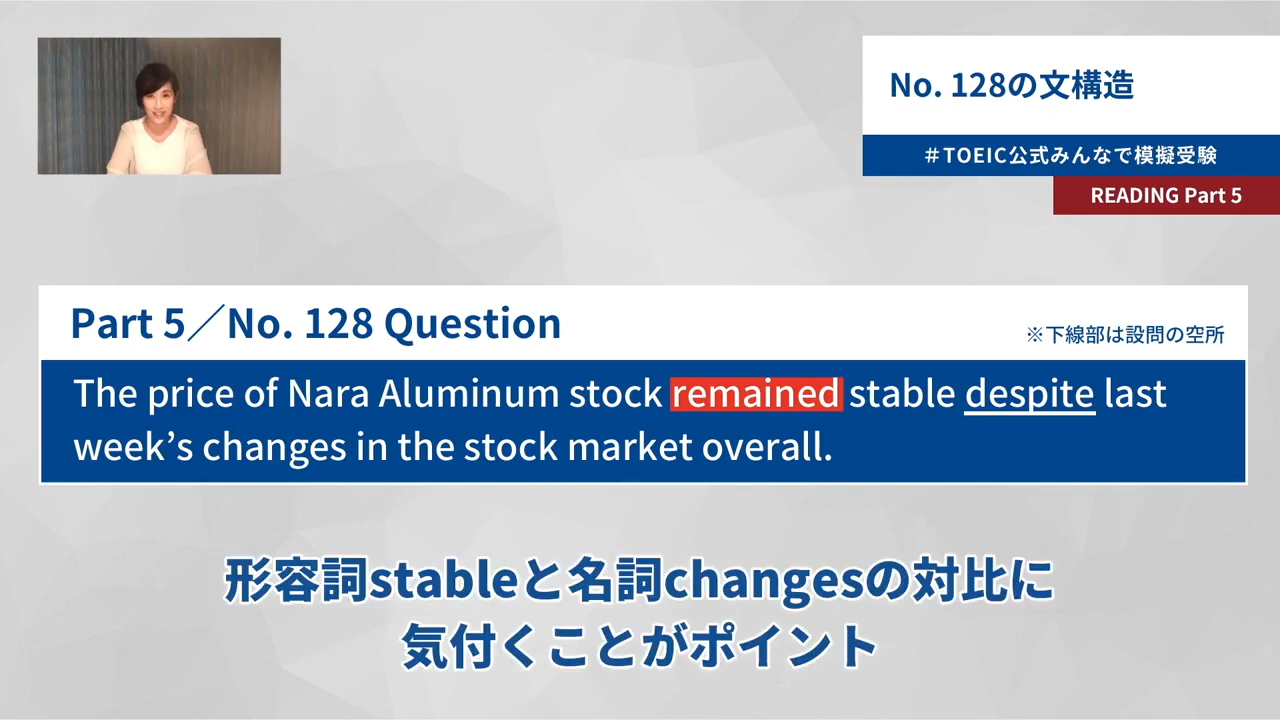 No. 128の文構造
＃TOEIC公式みんなで模擬受験
READING Part 5
Part 5／No. 128 Question
※下線部は設問の空所
The price of Nara Aluminum stock remained stable despite last
week’s changes in the stock market overall.
形容詞stableと名詞changesの対比に
気付くことがポイント